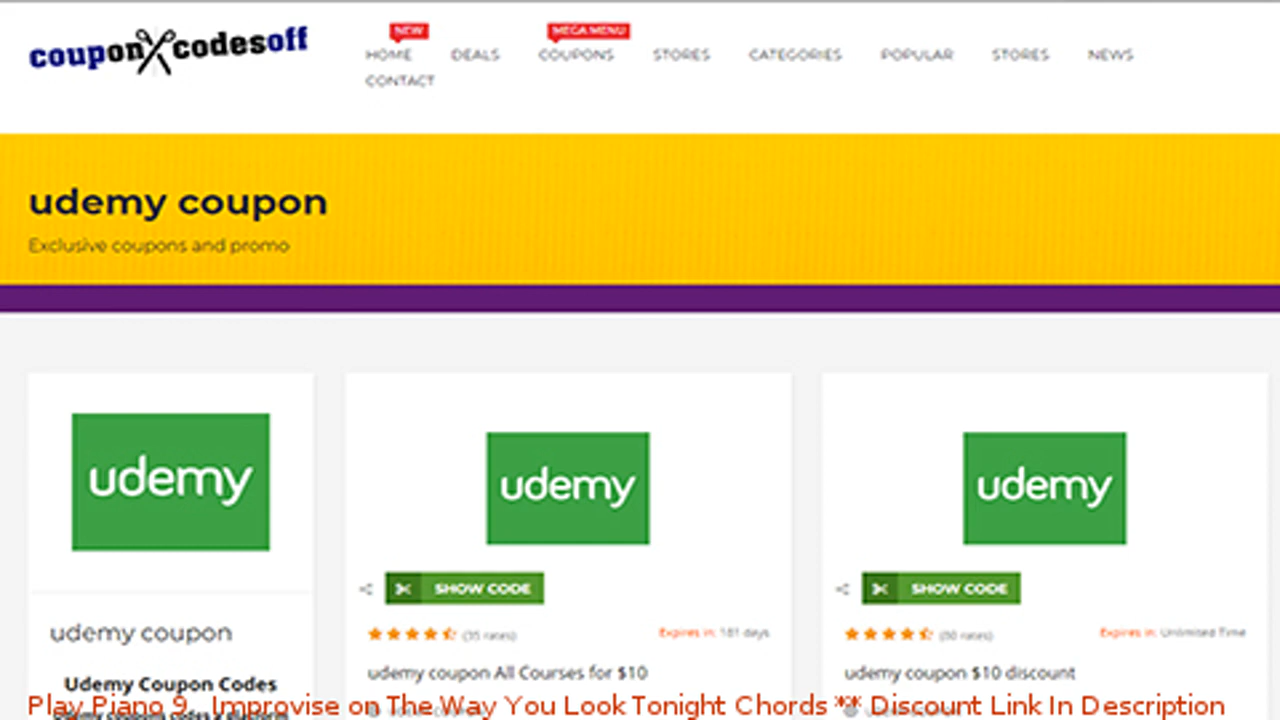 couponcodesoff
NEW
MEGA MENU
HOME DEALS COUPONS STORES CATEGORIES POPULAR STORES NEWS
CONTACT
udemy coupon
Exclusive coupons and promo
udemy
udemy
udemy
SHOW CODE
SHOW CODE
(35 rates) Expires in: 181 days
Expires in: Unlimited Time
udemy coupon
udemy coupon All Courses for $10
udemy coupon $10 discount
Udemy Coupon Codes
Play Piano 9 - Improvise on The Way You Look Tonight Chords ** Discount Link In Description